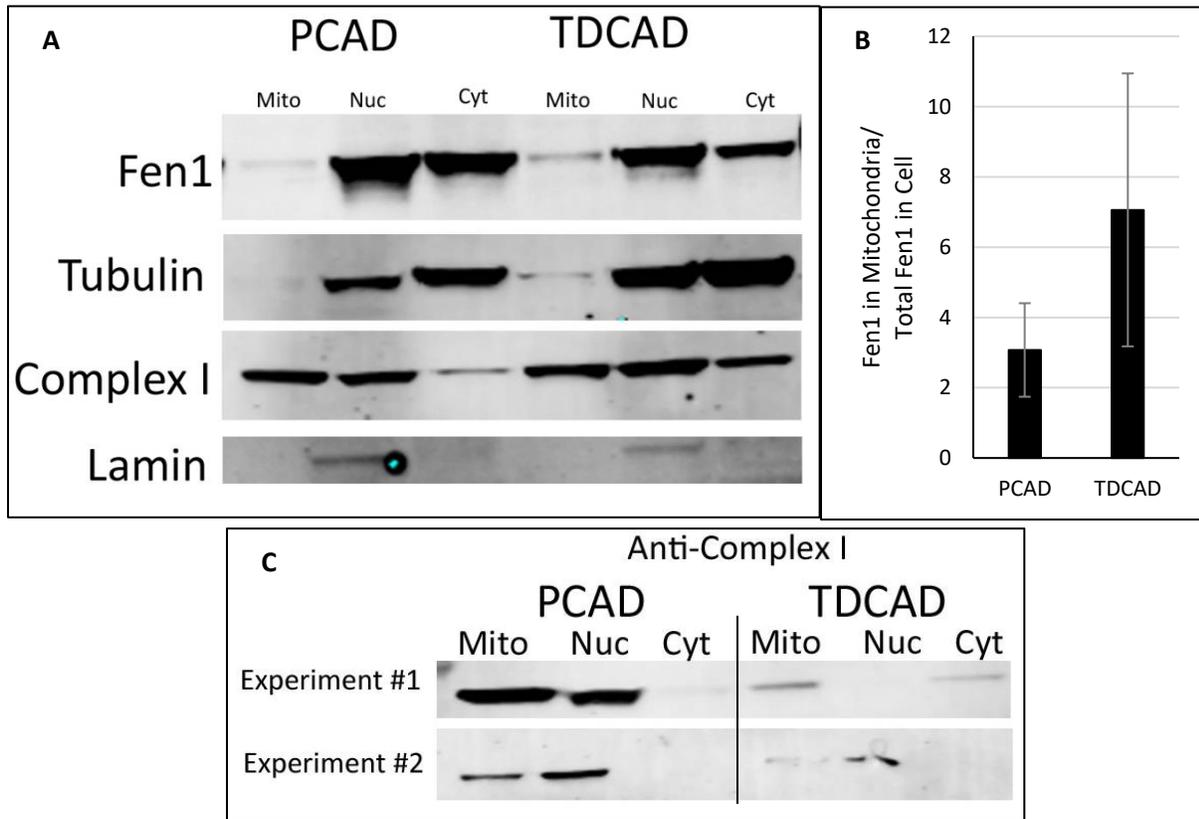 A
PCAD TDCAD
Mito Nuc Cyt Mito Nuc Cyt
Fen1
Tubulin
Complex I
Lamin
B
Fen1 in Mitochondria/
Total Fen1 in Cell
12
10
8
6
4
2
0
PCAD TDCAD
C
Anti-Complex I
PCAD TDCAD
Mito Nuc Cyt Mito Nuc Cyt
Experiment #1
Experiment #2